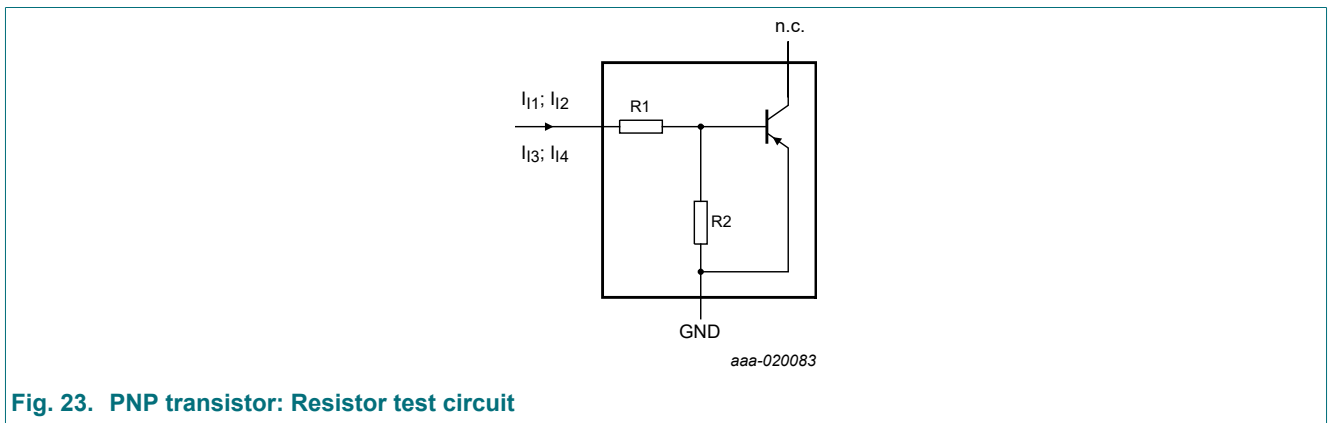 n.c.
I_I1; I_I2
R1
I_I3; I_I4
R2
GND
aaa-020083
Fig. 23. PNP transistor: Resistor test circuit